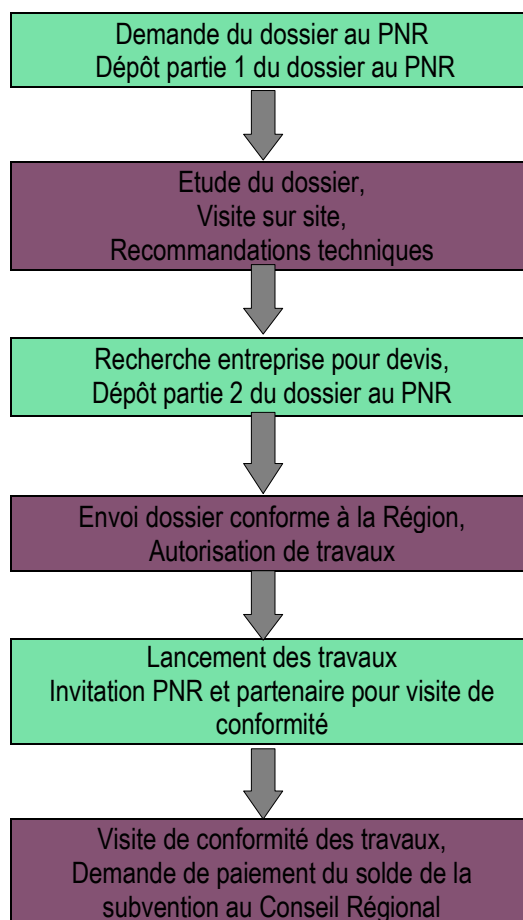 Demande du dossier au PNR
Dépôt partie 1 du dossier au PNR
Etude du dossier,
Visite sur site,
Recommandations techniques
Recherche entreprise pour devis,
Dépôt partie 2 du dossier au PNR
Envoi dossier conforme à la Région,
Autorisation de travaux
Lancement des travaux
Invitation PNR et partenaire pour visite de
conformité
Visite de conformité des travaux,
Demande de paiement du solde de la
subvention au Conseil Régional